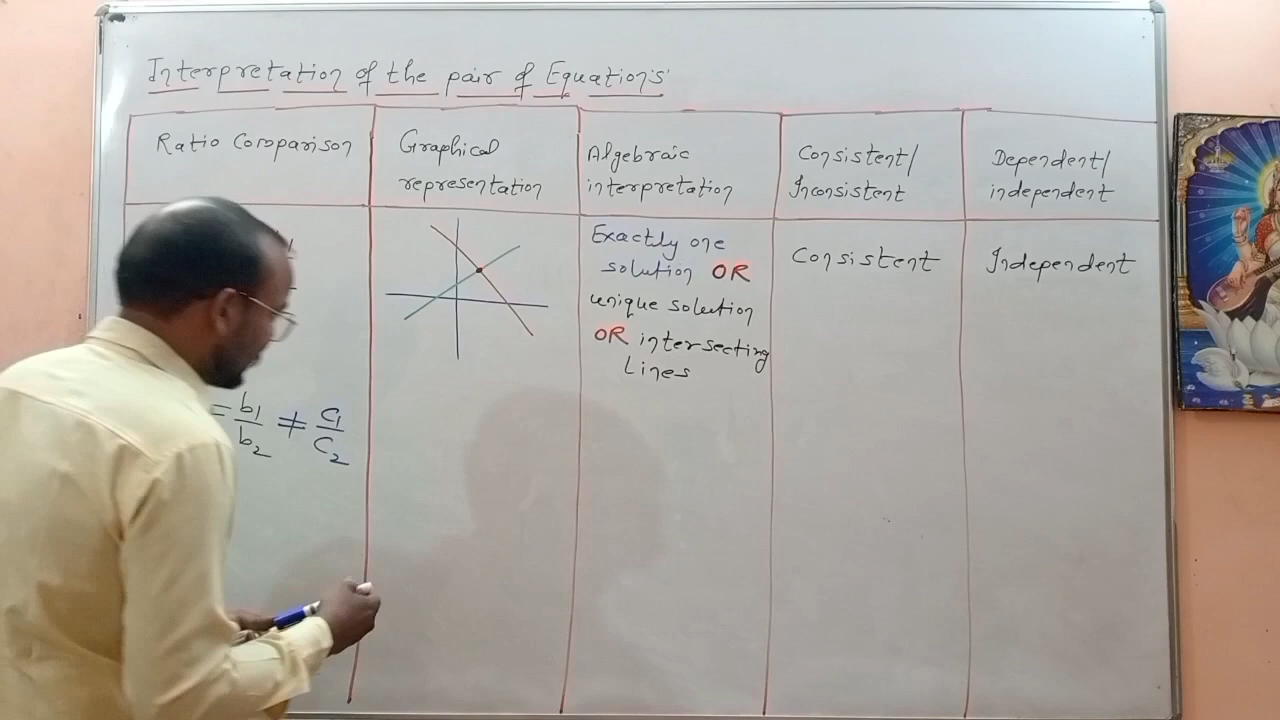 Interpretation of the pair of Equations
Ratio Comparison
Graphical
representation
Algebraic
interpretation
Consistent/
Inconsistent
Dependent/
independent
Exactly one
solution OR
unique solution
OR intersecting
Lines
Consistent
Independent
= b1/b2 ≠ c1/c2